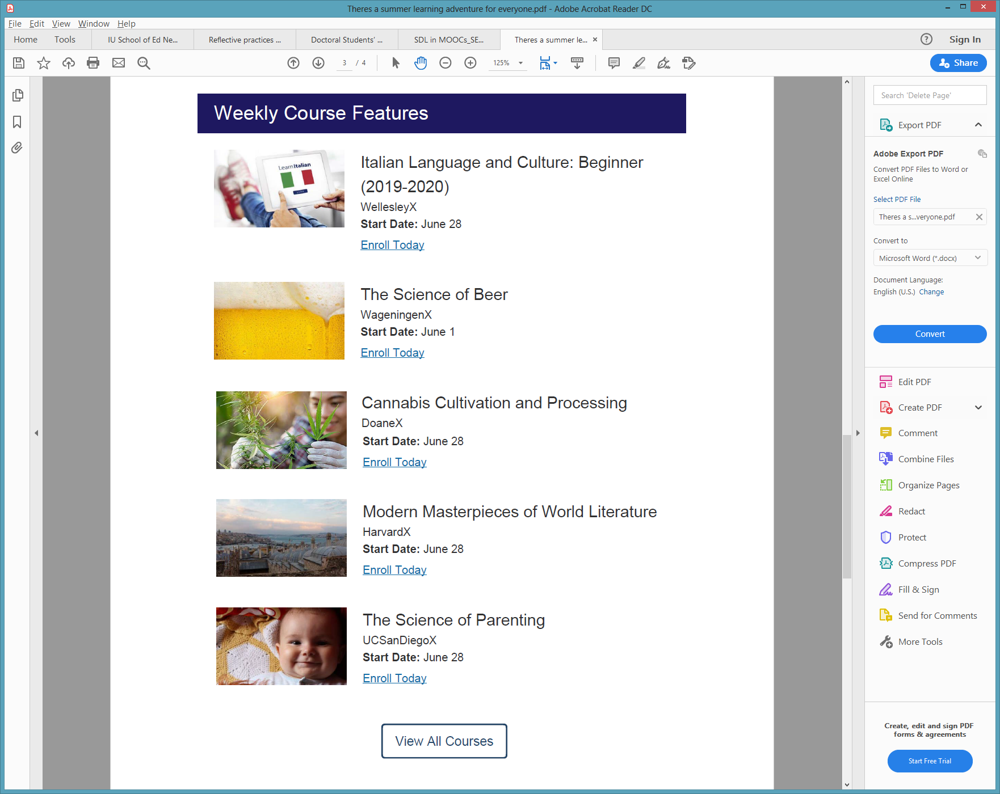 Theres a summer learning adventure for everyone.pdf - Adobe Acrobat Reader DC
File Edit View Window Help
Home Tools IU School of Ed Ne... Reflective practices ... Doctoral Students' ... SDL in MOOCs_SE... Theres a summer le... × ? Sign In
3 / 4 125% Share
Weekly Course Features
Learn Italian
Italian Language and Culture: Beginner
(2019-2020)
WellesleyX
Start Date: June 28
Enroll Today
The Science of Beer
WageningenX
Start Date: June 1
Enroll Today
Cannabis Cultivation and Processing
DoaneX
Start Date: June 28
Enroll Today
Modern Masterpieces of World Literature
HarvardX
Start Date: June 28
Enroll Today
The Science of Parenting
UCSanDiegoX
Start Date: June 28
Enroll Today
View All Courses
Search 'Delete Page'
Export PDF
Adobe Export PDF
Convert PDF Files to Word or
Excel Online
Select PDF File
Theres a s...veryone.pdf
Convert to
Microsoft Word (*.docx)
Document Language:
English (U.S.) Change
Convert
Edit PDF
Create PDF
Comment
Combine Files
Organize Pages
Redact
Protect
Compress PDF
Fill & Sign
Send for Comments
More Tools
Create, edit and sign PDF
forms & agreements
Start Free Trial